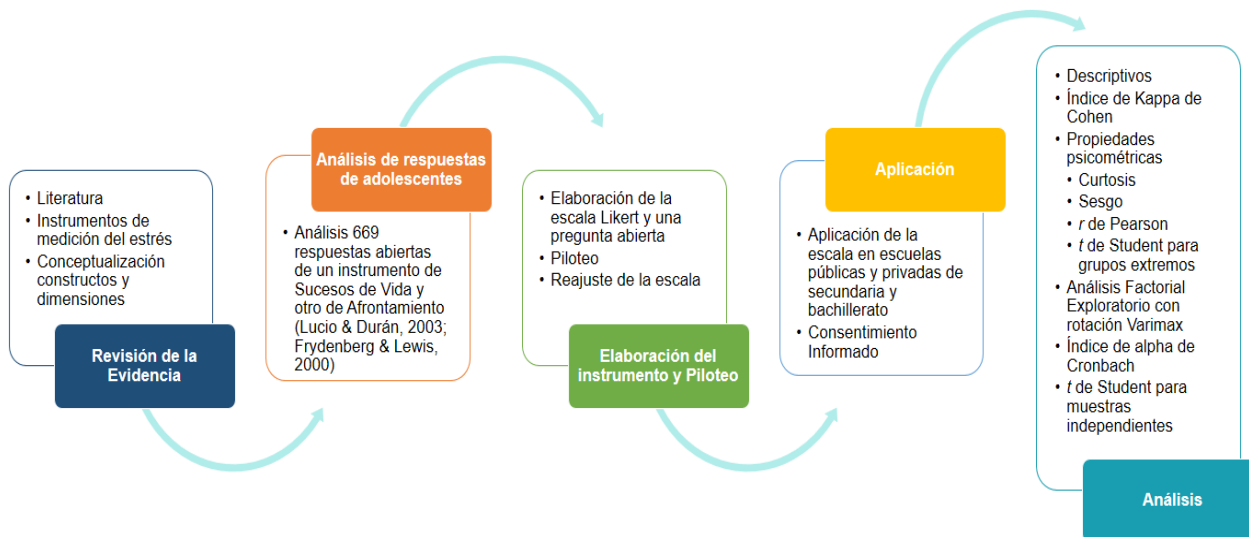 • Literatura
• Instrumentos de
medición del estrés
• Conceptualización
constructos y
dimensiones
Revisión de la
Evidencia
Análisis de respuestas
de adolescentes
• Análisis 669
respuestas abiertas
de un instrumento de
Sucesos de Vida y
otro de Afrontamiento
(Lucio & Durán, 2003;
Frydenberg & Lewis,
2000)
• Elaboración de la
escala Likert y una
pregunta abierta
• Piloteo
• Reajuste de la escala
Elaboración del
instrumento y Piloteo
Aplicación
• Aplicación de la
escala en escuelas
públicas y privadas de
secundaria y
bachillerato
• Consentimiento
Informado
• Descriptivos
• Índice de Kappa de
Cohen
• Propiedades
psicométricas
• Curtosis
• Sesgo
• r de Pearson
• t de Student para
grupos extremos
• Análisis Factorial
Exploratorio con
rotación Varimax
• Índice de alpha de
Cronbach
• t de Student para
muestras
independientes
Análisis